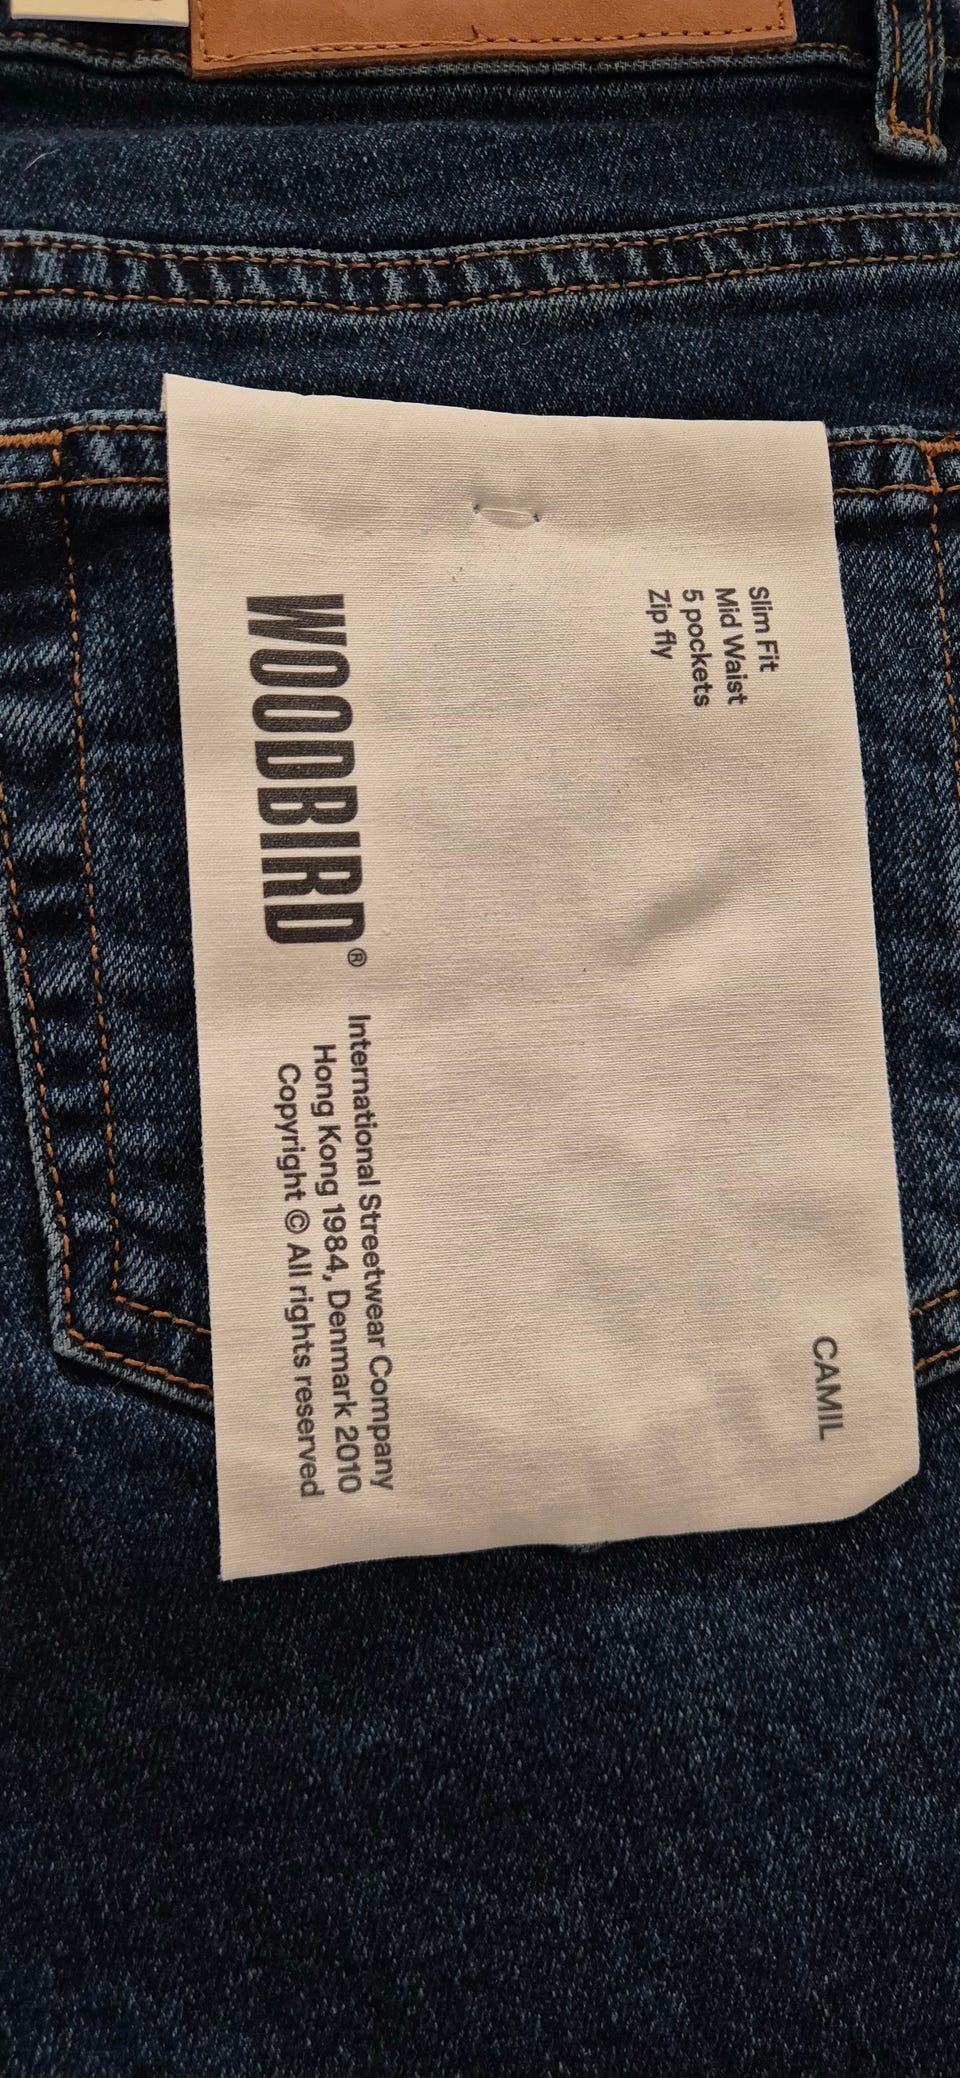 CAMIL
Slim Fit
Mid Waist
5 pockets
Zip fly
International Streetwear Company
Hong Kong 1984, Denmark 2010
Copyright © All rights reserved
WOODBIRD®